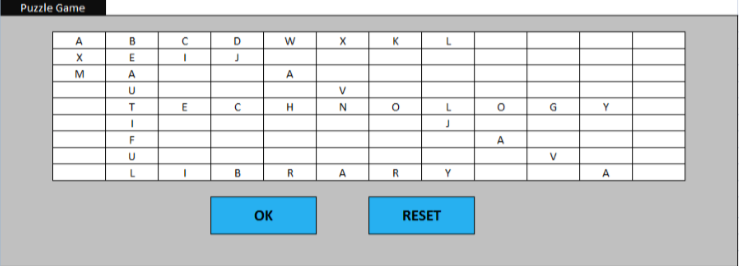 Puzzle Game
A B C D W X K L
X E I J
M A A
U V
T E C H N O L O G Y
I J
F A
U V
L I B R A R Y A
OK RESET